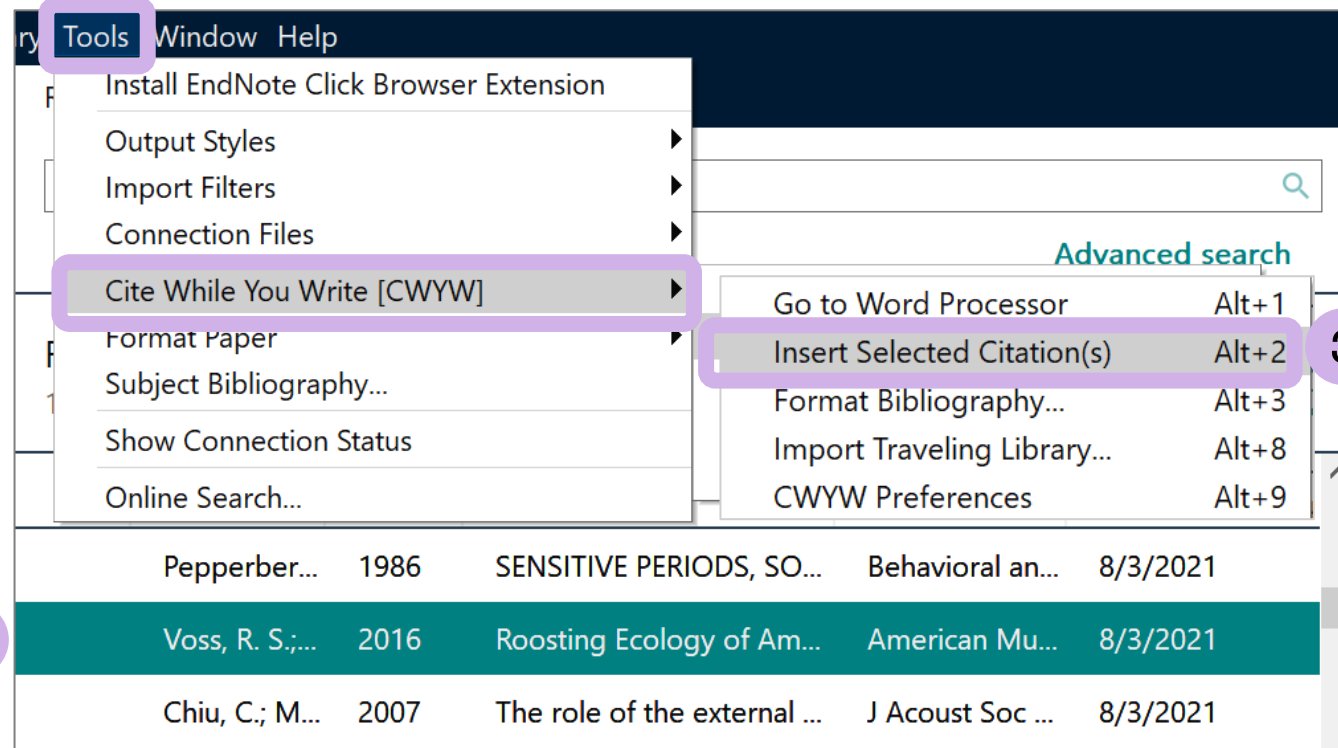 ry Tools Window Help
Install EndNote Click Browser Extension
Output Styles
Import Filters
Connection Files
Advanced search
Cite While You Write [CWYW]
Go to Word Processor Alt+1
Format Paper
Insert Selected Citation(s) Alt+2 3
Subject Bibliography...
Format Bibliography... Alt+3
Show Connection Status
Import Traveling Library... Alt+8
Online Search...
CWYW Preferences Alt+9
Pepperber... 1986 SENSITIVE PERIODS, SO... Behavioral an... 8/3/2021
Voss, R. S.;... 2016 Roosting Ecology of Am... American Mu... 8/3/2021
Chiu, C.; M... 2007 The role of the external ... J Acoust Soc ... 8/3/2021